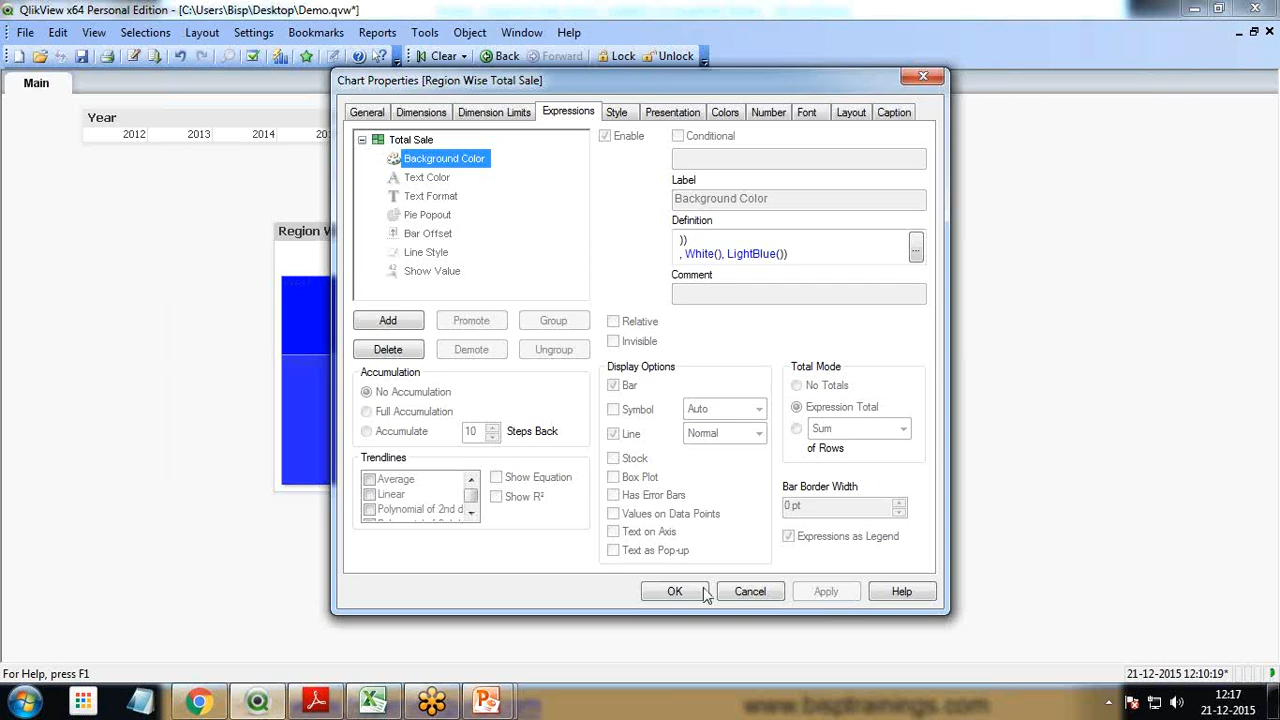 QlikView x64 Personal Edition - [C:\Users\Bisp\Desktop\Demo.qvw*]
File Edit View Selections Layout Settings Bookmarks Reports Tools Object Window Help
Clear Back Forward Lock Unlock
Main
Year
2012 2013 2014
Region W
Chart Properties [Region Wise Total Sale]
General Dimensions Dimension Limits Expressions Style Presentation Colors Number Font Layout Caption
Total Sale
Background Color
Text Color
Text Format
Pie Popout
Bar Offset
Line Style
Show Value
Add Promote Group
Delete Demote Ungroup
Accumulation
No Accumulation
Full Accumulation
Accumulate 10 Steps Back
Trendlines
Average
Linear
Polynomial of 2nd d
Show Equation
Show R²
Enable Conditional
Label
Background Color
Definition
))
, White(), LightBlue())
...
Comment
Relative
Invisible
Display Options
Bar
Symbol Auto
Line Normal
Stock
Box Plot
Has Error Bars
Values on Data Points
Text on Axis
Text as Pop-up
Total Mode
No Totals
Expression Total
Sum
of Rows
Bar Border Width
0 pt
Expressions as Legend
OK Cancel Apply Help
For Help, press F1
21-12-2015 12:10:19*
www.bisptrainings.com
12:17
21-12-2015